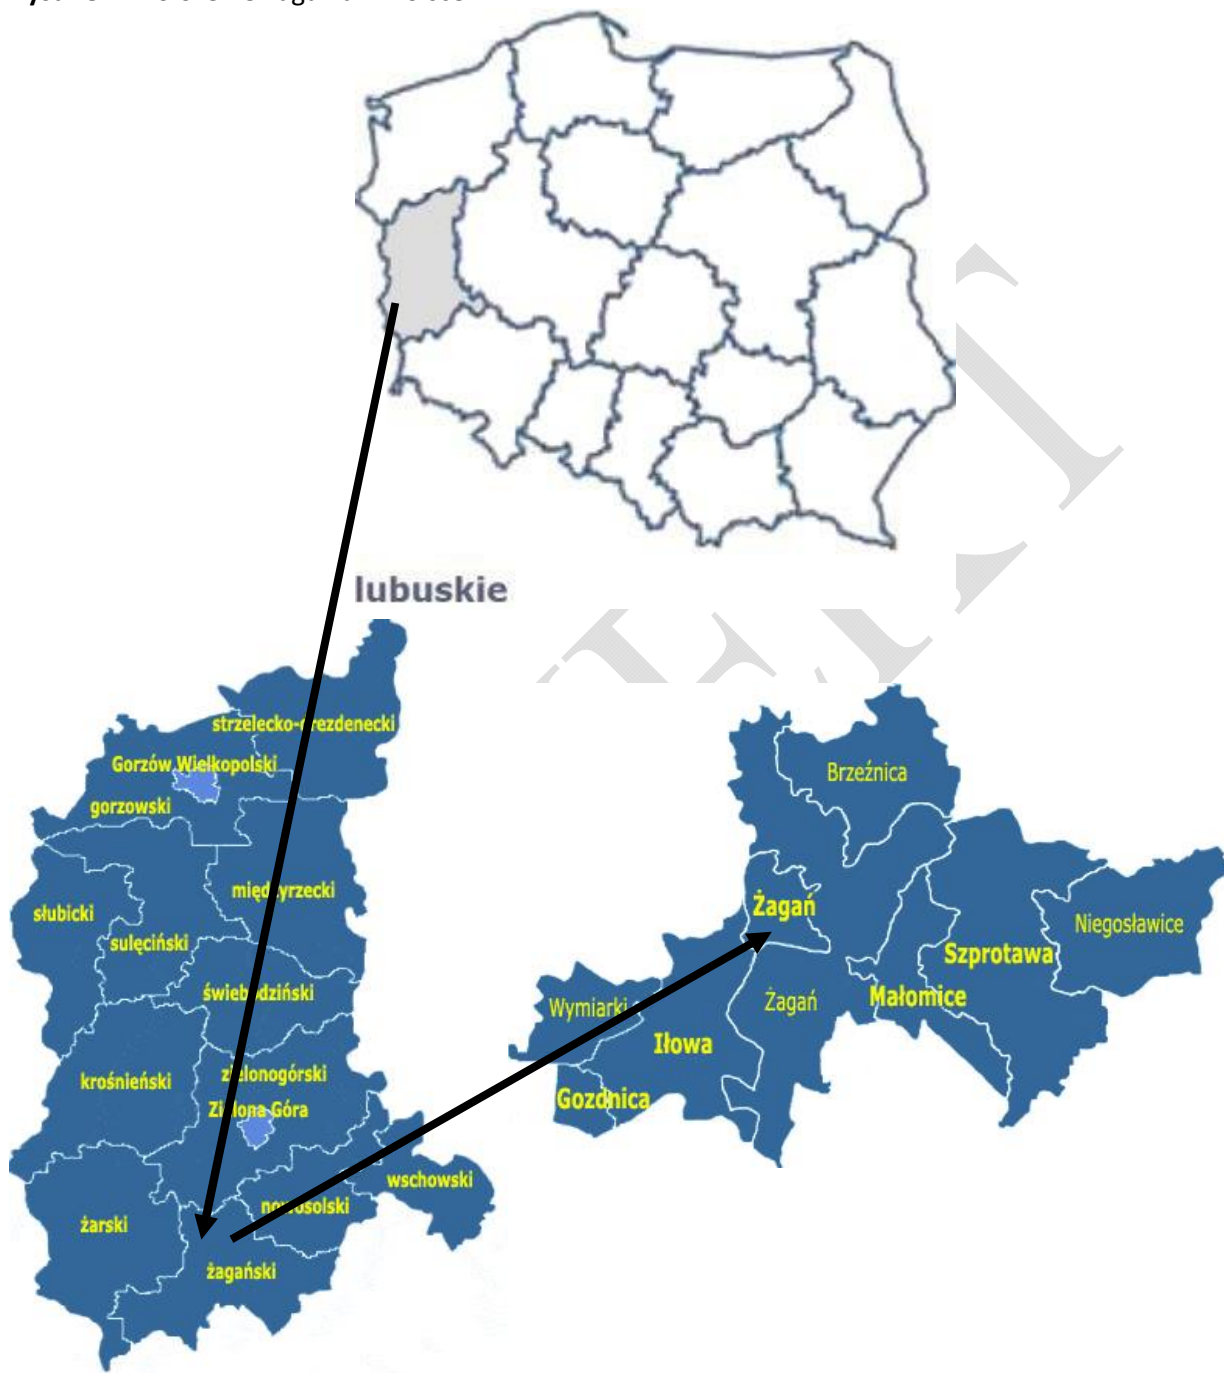 lubuskie
strzelecko-drezdenecki
Gorzów Wielkopolski
gorzowski
międzyrzecki
słubicki
sulęciński
świebodziński
krośnieński
zielonogórski
Zielona Góra
wschowski
nowosolski
żarski
żagański
Brzeźnica
Żagań
Niegosławice
Szprotawa
Małomice
Żagań
Wymiarki
Iłowa
Gozdnica